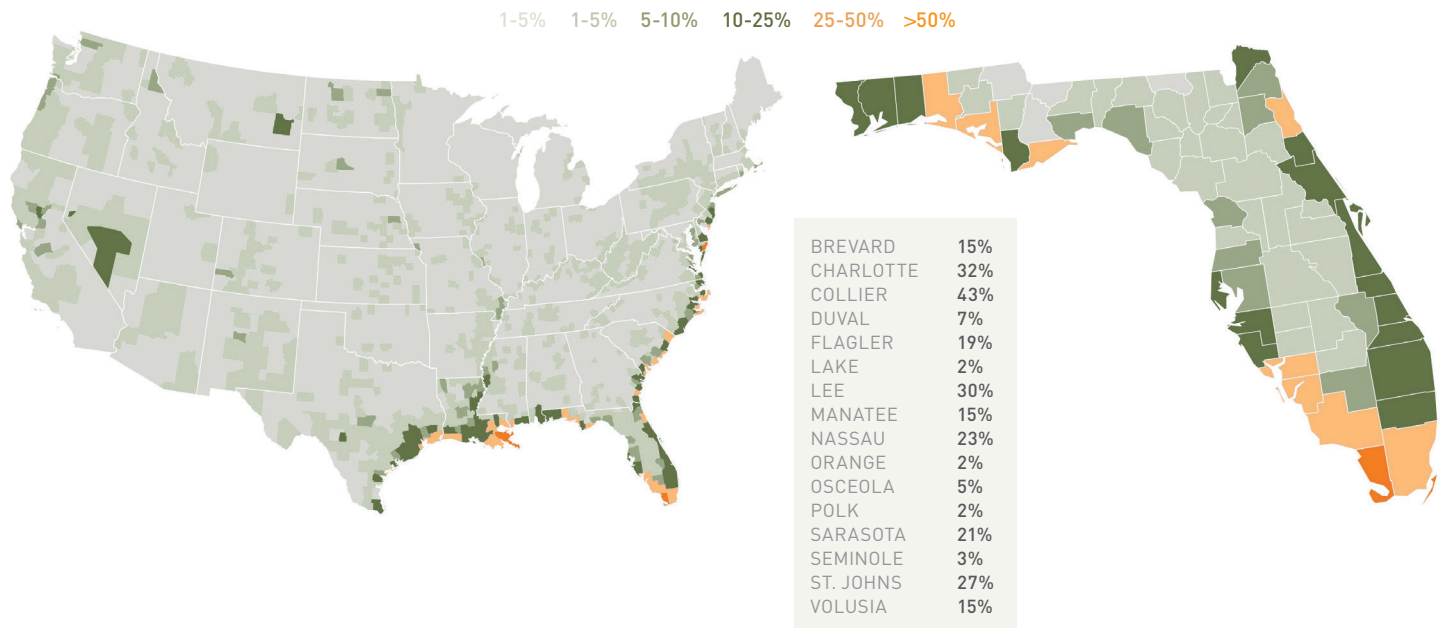 1-5% 1-5% 5-10% 10-25% 25-50% >50%
BREVARD 15%
CHARLOTTE 32%
COLLIER 43%
DUVAL 7%
FLAGLER 19%
LAKE 2%
LEE 30%
MANATEE 15%
NASSAU 23%
ORANGE 2%
OSCEOLA 5%
POLK 2%
SARASOTA 21%
SEMINOLE 3%
ST. JOHNS 27%
VOLUSIA 15%